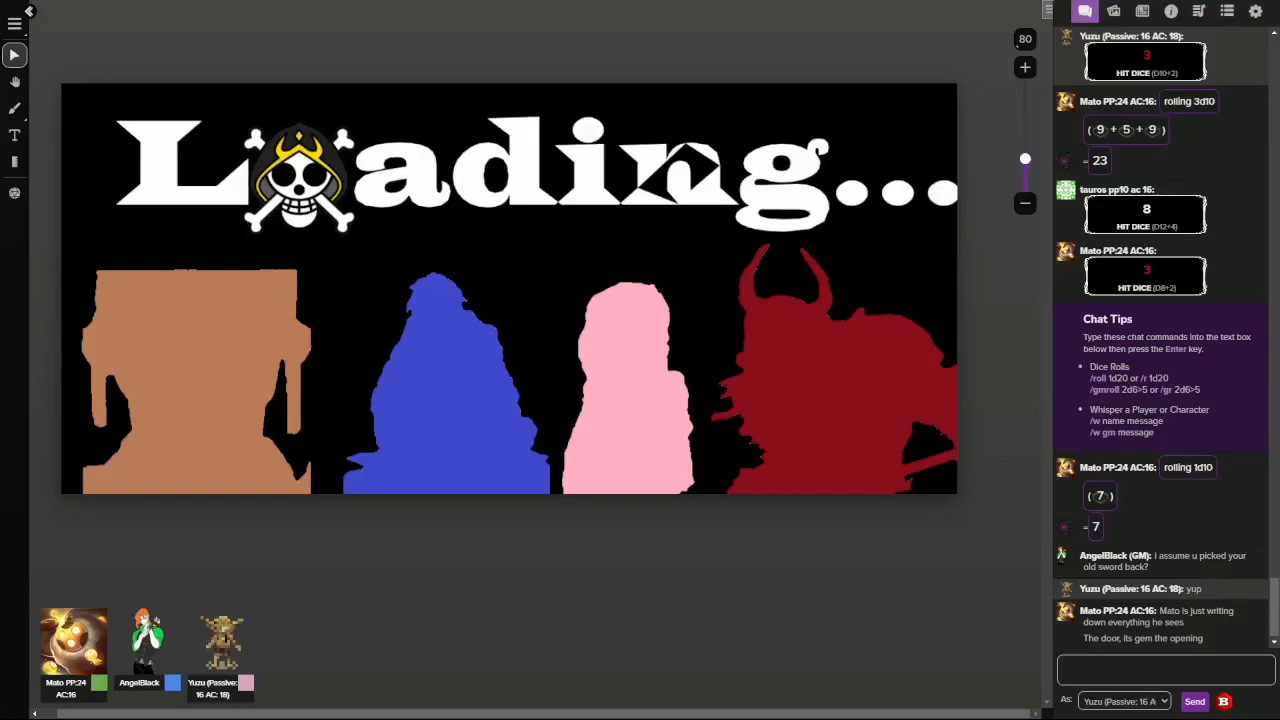 80
Loading...
Mato PP:24
AC:16
AngelBlack
Yuzu (Passive:
16 AC: 18)
Yuzu (Passive: 16 AC: 18):
3
HIT DICE (D10+2)
Mato PP:24 AC:16: rolling 3d10
(9+5+9)
=23
tauros pp10 ac 16:
8
HIT DICE (D12+4)
Mato PP:24 AC:16:
3
HIT DICE (D8+2)
Chat Tips
Type these chat commands into the text box
below then press the Enter key.
• Dice Rolls
/roll 1d20 or /r 1d20
/gmroll 2d6>5 or /gr 2d6>5
• Whisper a Player or Character
/w name message
/w gm message
Mato PP:24 AC:16: rolling 1d10
(7)
=7
AngelBlack (GM): i assume u picked your
old sword back?
Yuzu (Passive: 16 AC: 18): yup
Mato PP:24 AC:16: Mato is just writing
down everything he sees
The door, its gem the opening
As: Yuzu (Passive: 16 A Send B